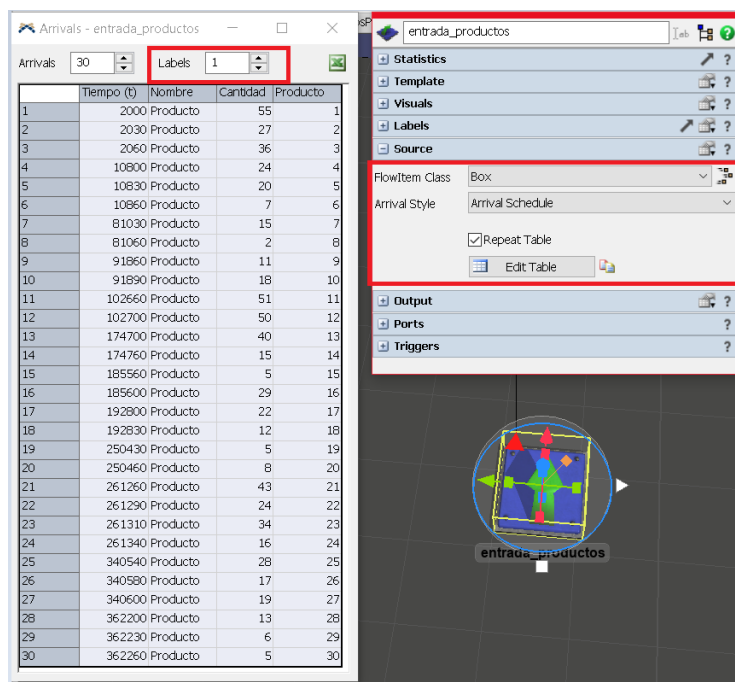 Arrivals - entrada_productos
Arrivals 30 Labels 1
Tiempo (t) Nombre Cantidad Producto
1 2000 Producto 55 1
2 2030 Producto 27 2
3 2060 Producto 36 3
4 10800 Producto 24 4
5 10830 Producto 20 5
6 10860 Producto 7 6
7 81030 Producto 15 7
8 81060 Producto 2 8
9 91860 Producto 11 9
10 91890 Producto 18 10
11 102660 Producto 51 11
12 102700 Producto 50 12
13 174700 Producto 40 13
14 174760 Producto 15 14
15 185560 Producto 5 15
16 185600 Producto 29 16
17 192800 Producto 22 17
18 192830 Producto 12 18
19 250430 Producto 5 19
20 250460 Producto 8 20
21 261260 Producto 43 21
22 261290 Producto 24 22
23 261310 Producto 34 23
24 261340 Producto 16 24
25 340540 Producto 28 25
26 340580 Producto 17 26
27 340600 Producto 19 27
28 362200 Producto 13 28
29 362230 Producto 6 29
30 362260 Producto 5 30
entrada_productos
Statistics ?
Template ?
Visuals ?
Labels ?
Source ?
FlowItem Class Box
Arrival Style Arrival Schedule
Repeat Table
Edit Table
Output ?
Ports ?
Triggers ?
entrada_productos